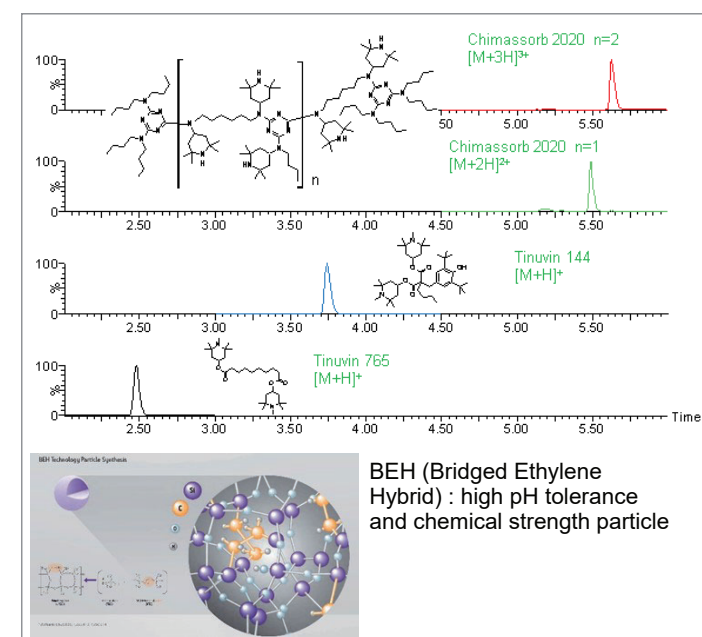 Chimassorb 2020 n=2
[M+3H]³⁺
100
%
0
50 5.00 5.50
n
Chimassorb 2020 n=1
[M+2H]²⁺
100
%
0
2.50 3.00 3.50 4.00 4.50 5.00 5.50
Tinuvin 144
[M+H]⁺
100
%
0
2.50 3.00 3.50 4.00 4.50 5.00 5.50
Tinuvin 765
[M+H]⁺
100
%
0
2.50 3.00 3.50 4.00 4.50 5.00 5.50
Time
BEH Technology Particle Synthesis
Si
C
O
H
BEH (Bridged Ethylene
Hybrid) : high pH tolerance
and chemical strength particle